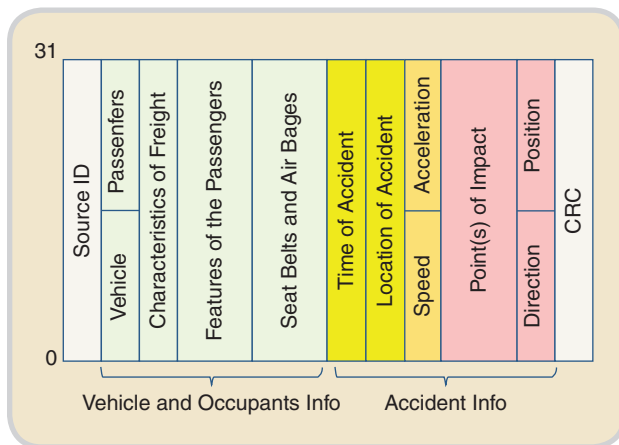 31
0
Source ID
Vehicle
Passenfers
Characteristics of Freight
Features of the Passengers
Seat Belts and Air Bages
Time of Accident
Location of Accident
Speed
Acceleration
Point(s) of Impact
Direction
Position
CRC
Vehicle and Occupants Info
Accident Info